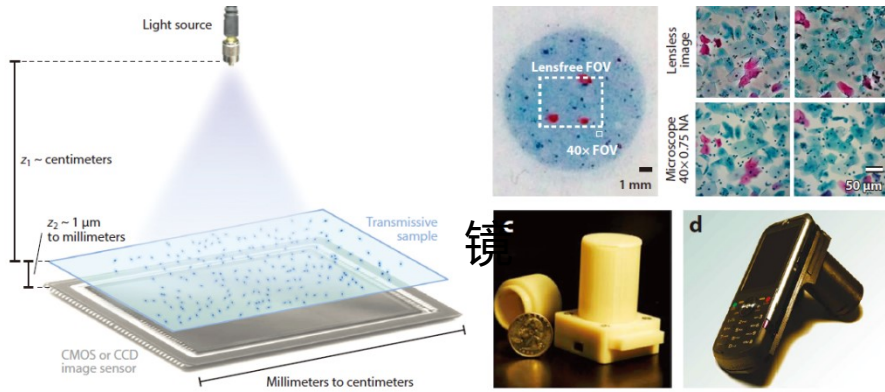 Light source
z₁ ~ centimeters
z₂ ~ 1 μm
to millimeters
Transmissive
sample
CMOS or CCD
image sensor
Millimeters to centimeters
Lensfree FOV
40× FOV
1 mm
Lensless
image
Microscope
40× 0.75 NA
50 μm
镜
c
d